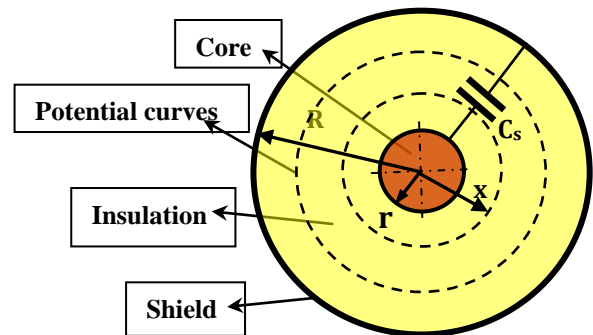 Core
Potential curves
R
Cₛ
Insulation
r
x
Shield